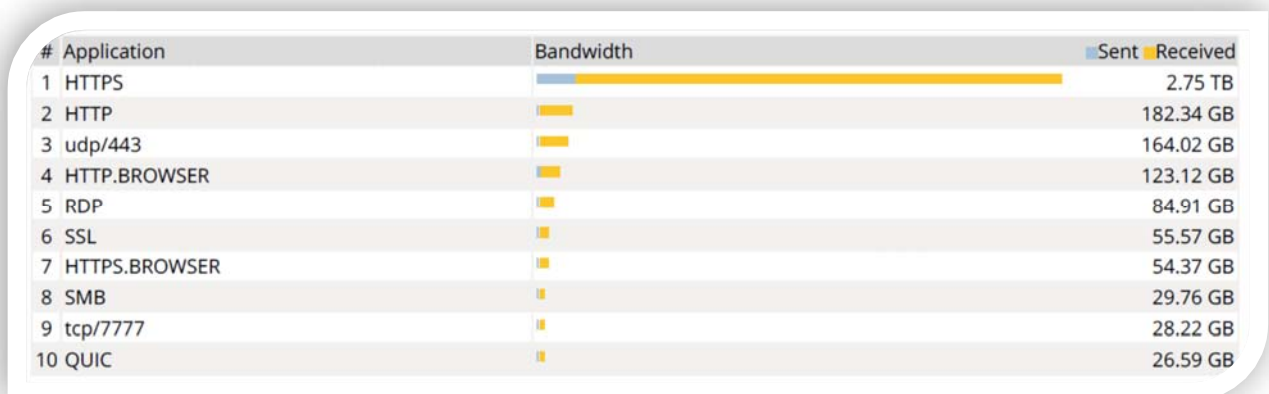 # Application Bandwidth Sent Received
1 HTTPS 2.75 TB
2 HTTP 182.34 GB
3 udp/443 164.02 GB
4 HTTP.BROWSER 123.12 GB
5 RDP 84.91 GB
6 SSL 55.57 GB
7 HTTPS.BROWSER 54.37 GB
8 SMB 29.76 GB
9 tcp/7777 28.22 GB
10 QUIC 26.59 GB